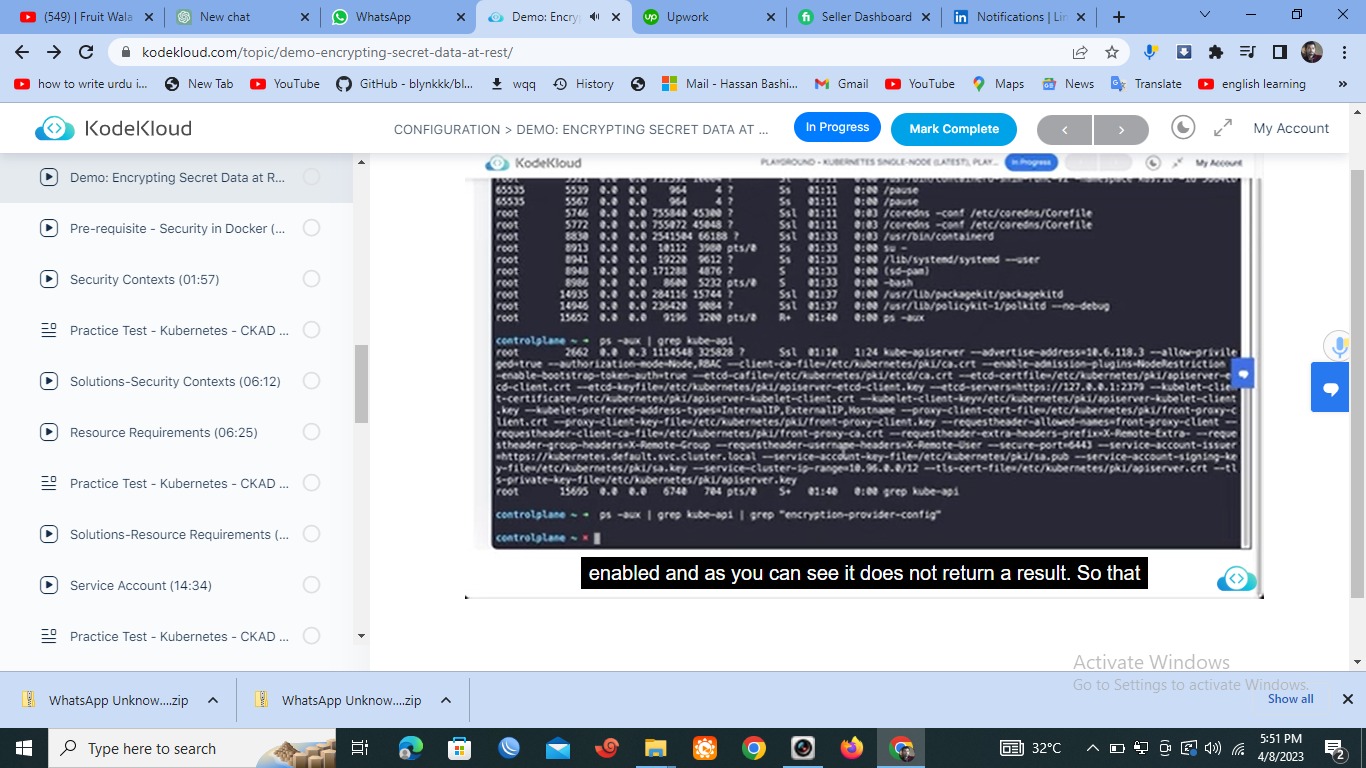 (549) Fruit Wala
New chat
WhatsApp
Demo: Encry
Upwork
Seller Dashboard
Notifications | Lin
kodekloud.com/topic/demo-encrypting-secret-data-at-rest/
how to write urdu i...
New Tab
YouTube
GitHub - blynkkk/bl...
wqq
History
Mail - Hassan Bashi...
Gmail
YouTube
Maps
News
Translate
english learning
»
KodeKloud
CONFIGURATION > DEMO: ENCRYPTING SECRET DATA AT ...
In Progress
Mark Complete
My Account
Demo: Encrypting Secret Data at R...
Pre-requisite - Security in Docker (...
Security Contexts (01:57)
Practice Test - Kubernetes - CKAD ...
Solutions-Security Contexts (06:12)
Resource Requirements (06:25)
Practice Test - Kubernetes - CKAD ...
Solutions-Resource Requirements (...
Service Account (14:34)
Practice Test - Kubernetes - CKAD ...
KodeKloud
PLAYGROUND - KUBERNETES SINGLE-NODE (LATEST), PLAY...
In Progress
My Account
65535 5539 0.0 0.0 964 4 ? Ss 01:11 0:00 /pause
65535 5567 0.0 0.0 964 4 ? Ss 01:11 0:00 /pause
root 5746 0.0 0.0 755840 45300 ? Ssl 01:11 0:03 /coredns -conf /etc/coredns/Corefile
root 5772 0.0 0.0 755072 45048 ? Ssl 01:11 0:03 /coredns -conf /etc/coredns/Corefile
root 8830 0.0 0.0 2541504 66188 ? Ssl 01:33 0:03 /usr/bin/containerd
root 8913 0.0 0.0 10112 3980 pts/0 Ss 01:33 0:00 su -
root 8941 0.0 0.0 19220 9612 ? Ss 01:33 0:00 /lib/systemd/systemd --user
root 8948 0.0 0.0 171288 4876 ? S 01:33 0:00 (sd-pam)
root 8986 0.0 0.0 8600 5232 pts/0 S 01:33 0:00 -bash
root 14935 0.0 0.0 284116 15744 ? Ssl 01:37 0:00 /usr/lib/packagekit/packagekitd
root 14946 0.0 0.0 236420 9084 ? Ssl 01:37 0:00 /usr/lib/policykit-1/polkitd --no-debug
root 15652 0.0 0.0 9196 3200 pts/0 R+ 01:40 0:00 ps -aux
controlplane ~ ➜ ps -aux | grep kube-api
root 2662 0.0 0.3 1114548 325828 ? Ssl 01:10 1:24 kube-apiserver --advertise-address=10.6.118.3 --allow-privile
ged=true --authorization-mode=Node,RBAC --client-ca-file=/etc/kubernetes/pki/ca.crt --enable-admission-plugins=NodeRestriction
--enable-bootstrap-token-auth=true --etcd-cafile=/etc/kubernetes/pki/etcd/ca.crt --etcd-certfile=/etc/kubernetes/pki/apiserver-et
cd-client.crt --etcd-keyfile=/etc/kubernetes/pki/apiserver-etcd-client.key --etcd-servers=https://127.0.0.1:2379 --kubelet-clien
t-certificate=/etc/kubernetes/pki/apiserver-kubelet-client.crt --kubelet-client-key=/etc/kubernetes/pki/apiserver-kubelet-client
.key --kubelet-preferred-address-types=InternalIP,ExternalIP,Hostname --proxy-client-cert-file=/etc/kubernetes/pki/front-proxy-c
lient.crt --proxy-client-key-file=/etc/kubernetes/pki/front-proxy-client.key --requestheader-allowed-names=front-proxy-client --
requestheader-client-ca-file=/etc/kubernetes/pki/front-proxy-ca.crt --requestheader-extra-headers-prefix=X-Remote-Extra- --reque
stheader-group-headers=X-Remote-Group --requestheader-username-headers=X-Remote-User --secure-port=6443 --service-account-issuer
=https://kubernetes.default.svc.cluster.local --service-account-key-file=/etc/kubernetes/pki/sa.pub --service-account-signing-ke
y-file=/etc/kubernetes/pki/sa.key --service-cluster-ip-range=10.96.0.0/12 --tls-cert-file=/etc/kubernetes/pki/apiserver.crt --tl
s-private-key-file=/etc/kubernetes/pki/apiserver.key
root 15695 0.0 0.0 6740 704 pts/0 S+ 01:40 0:00 grep kube-api
controlplane ~ ➜ ps -aux | grep kube-api | grep "encryption-provider-config"
controlplane ~ ✖
enabled and as you can see it does not return a result. So that
Activate Windows
Go to Settings to activate Windows.
WhatsApp Unknow....zip
WhatsApp Unknow....zip
Show all
Type here to search
32°C
5:51 PM
4/8/2023
2